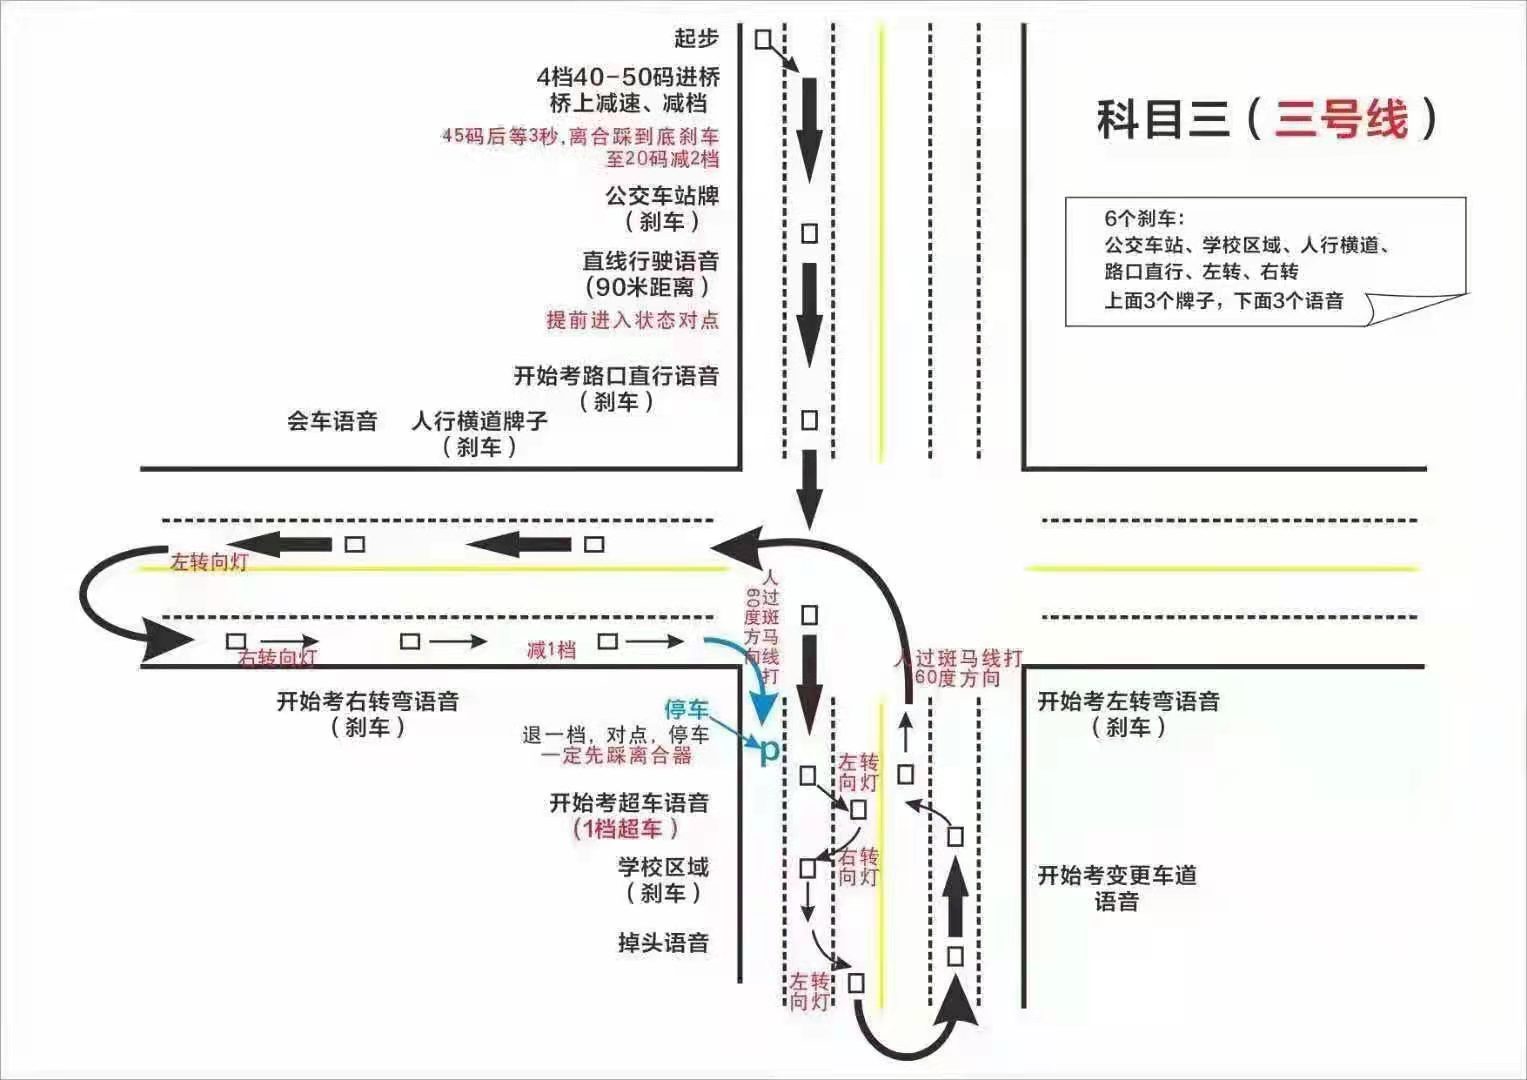 科目三（三号线）
6个刹车：
公交车站、学校区域、人行横道、
路口直行、左转、右转
上面3个牌子，下面3个语音
起步
4档40-50码进桥
桥上减速、减档
45码后等3秒,离合踩到底刹车
至20码减2档
公交车站牌
（刹车）
直线行驶语音
(90米距离）
提前进入状态对点
开始考路口直行语音
（刹车）
会车语音
人行横道牌子
（刹车）
左转向灯
右转向灯
减1档
人过斑马线打
60度方向
人过斑马线打
60度方向
开始考右转弯语音
（刹车）
停车
退一档，对点，停车
一定先踩离合器
p
开始考左转弯语音
（刹车）
左转
向灯
开始考超车语音
(1档超车）
右转
向灯
学校区域
（刹车）
开始考变更车道
语音
掉头语音
左转
向灯